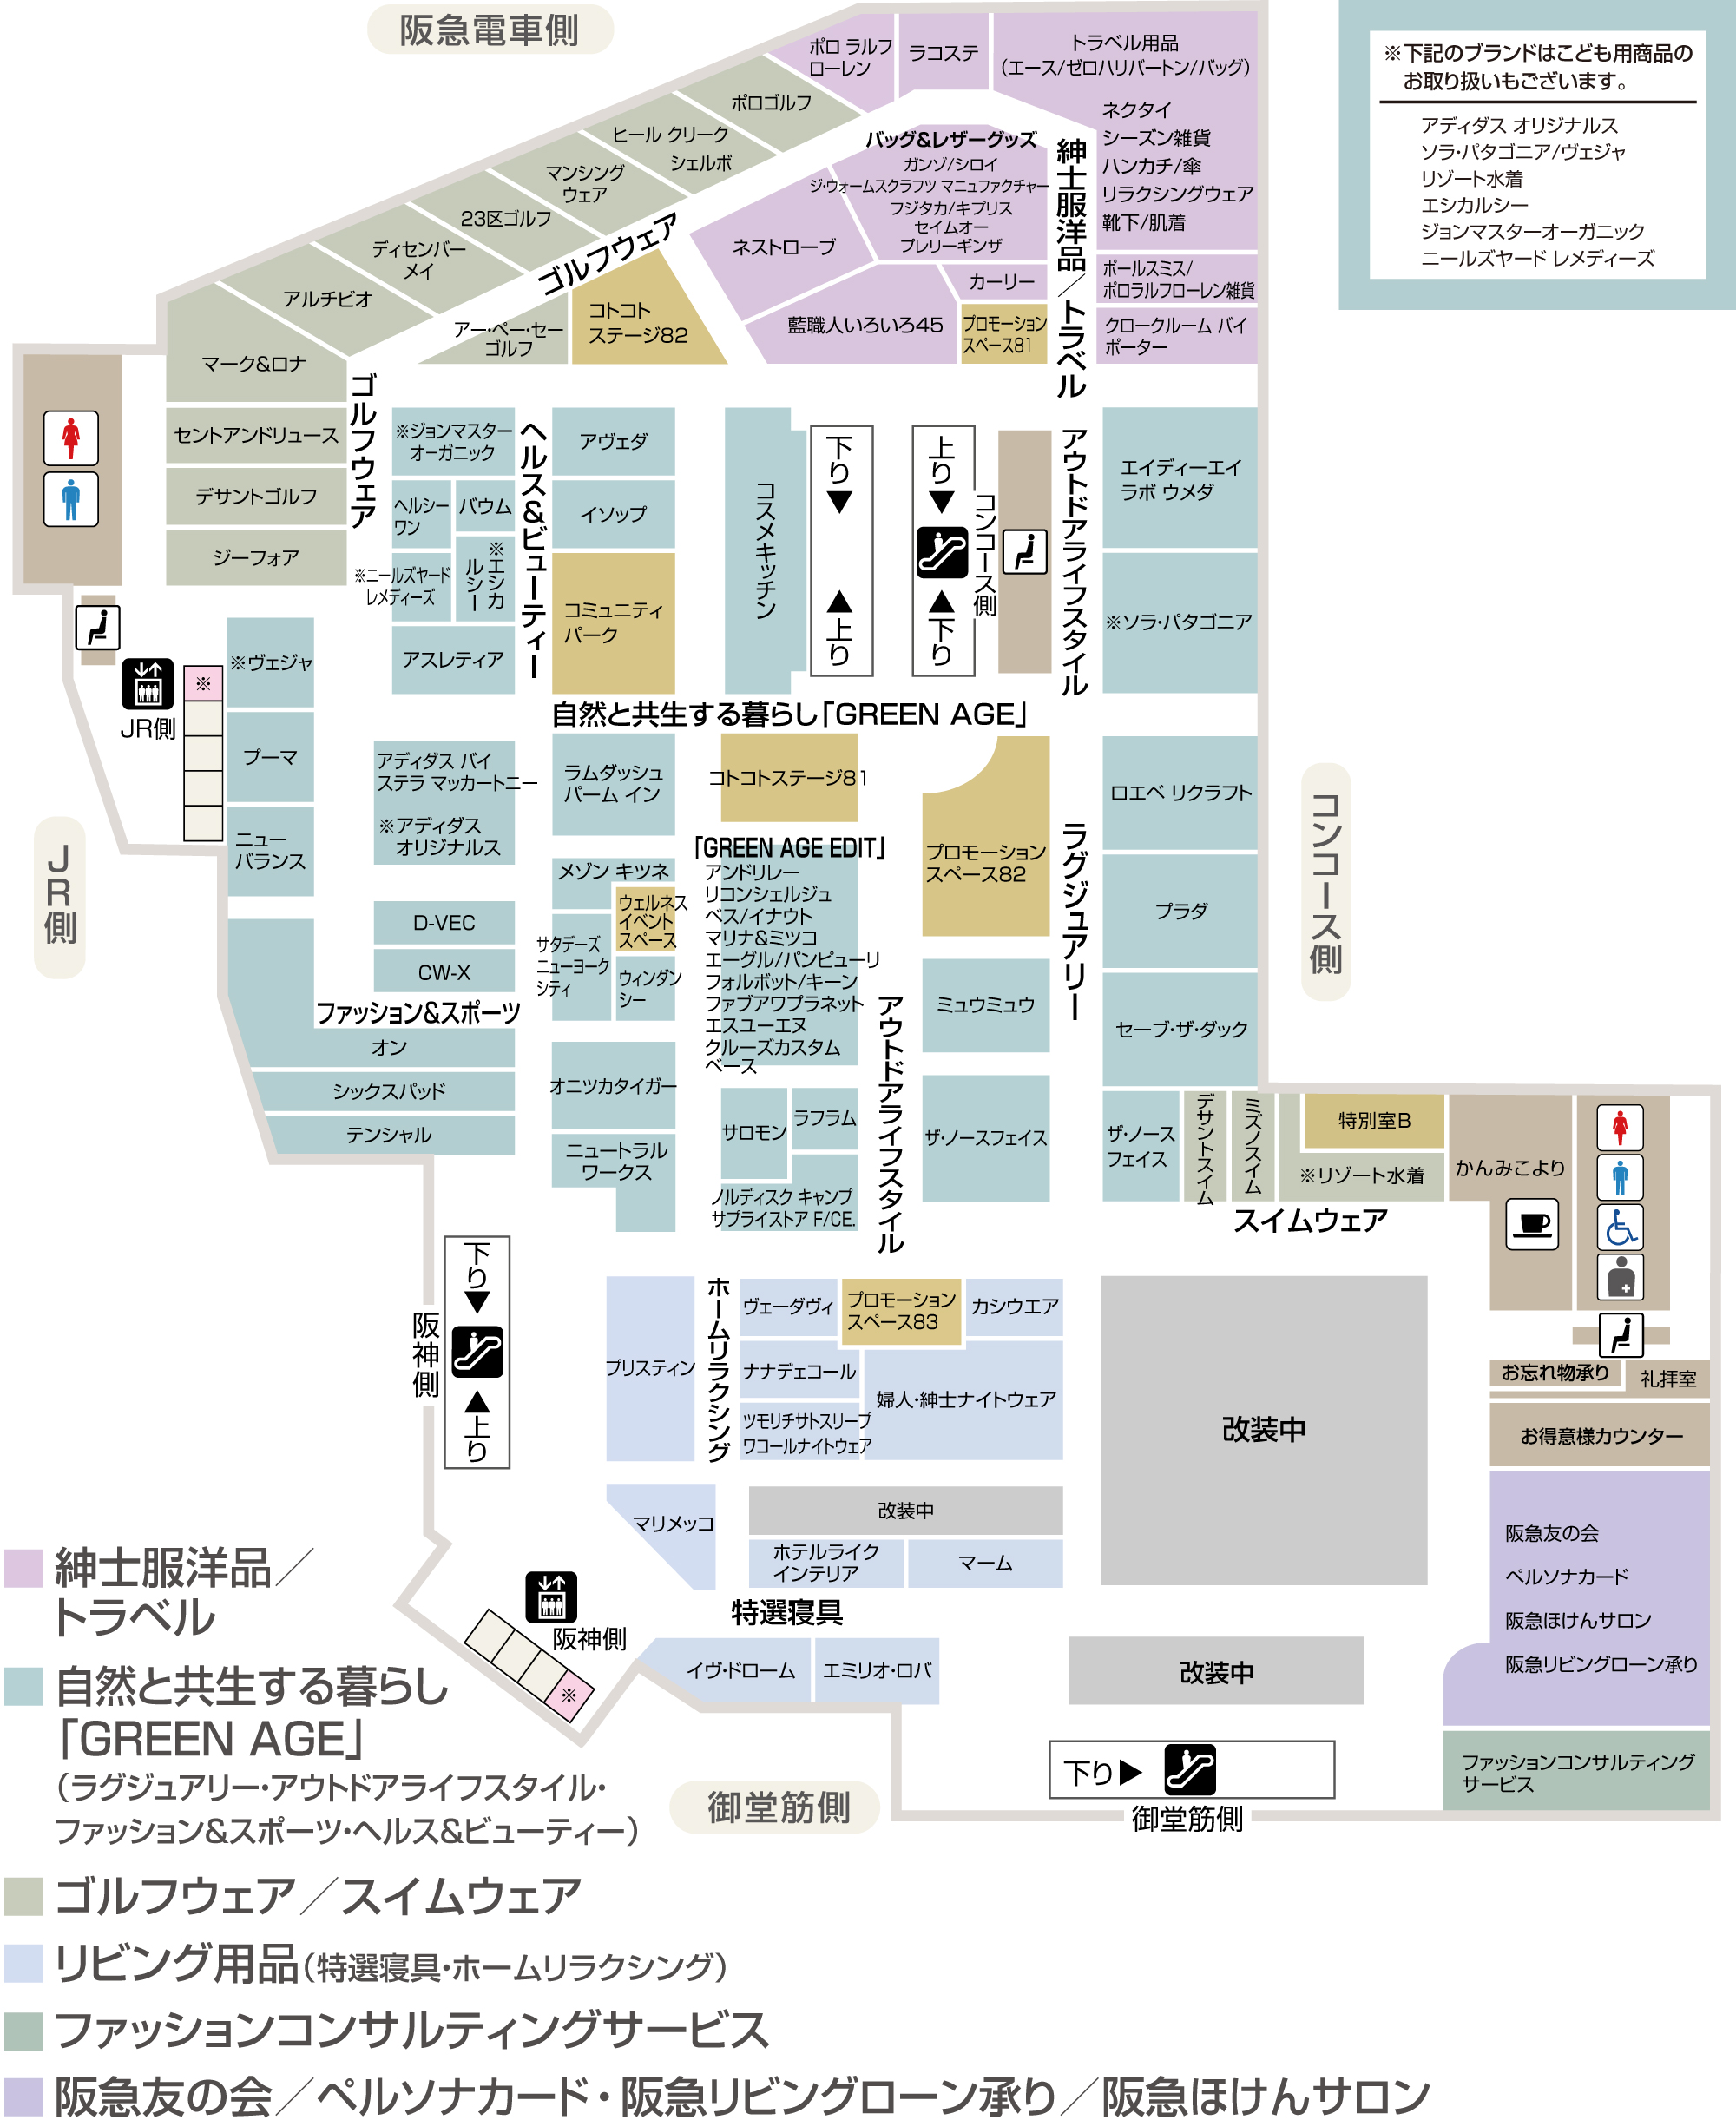 阪急電車側
※下記のブランドはこども用商品の
お取り扱いもございます。
アディダス オリジナルス
ソラ・パタゴニア/ヴェジャ
リゾート水着
エシカルシー
ジョンマスターオーガニック
ニールズヤード レメディーズ
ポロ ラルフ
ローレン
ラコステ
トラベル用品
(エース/ゼロハリバートン/バッグ)
ネクタイ
シーズン雑貨
ハンカチ/傘
リラクシングウェア
靴下/肌着
ポールスミス/
ポロラルフローレン雑貨
クロークルーム バイ
ポーター
紳士服洋品/トラベル
バッグ&レザーグッズ
ガンゾ/シロイ
ジ・ウォームスクラフツ マニュファクチャー
フジタカ/キプリス
セイムオー
プレリーギンザ
カーリー
ネストローブ
藍職人いろいろ45
プロモーション
スペース81
ポロゴルフ
ヒール クリーク
シェルボ
マンシング
ウェア
23区ゴルフ
ディセンバー
メイ
アルチビオ
ゴルフウェア
コトコト
ステージ82
アー・ペー・セー
ゴルフ
マーク&ロナ
セントアンドリュース
デサントゴルフ
ジーフォア
ゴルフウェア
※ジョンマスター
オーガニック
ヘルシー
ワン
バウム
※ニールズヤード
レメディーズ
※エシカ
ルシー
アスレティア
ヘルス&ビューティー
アヴェダ
イソップ
コミュニティ
パーク
コスメキッチン
下り▼
▲上り
上り▼
▲下り
コンコース側
アウトドアライフスタイル
エイディーエイ
ラボ ウメダ
※ソラ・パタゴニア
自然と共生する暮らし「GREEN AGE」
JR側
※
※ヴェジャ
プーマ
ニュー
バランス
アディダス バイ
ステラ マッカートニー
※アディダス
オリジナルス
D-VEC
CW-X
ファッション&スポーツ
オン
シックスパッド
テンシャル
JR側
ラムダッシュ
パーム イン
メゾン キツネ
ウェルネス
イベント
スペース
サタデーズ
ニューヨーク
シティ
ウィンダン
シー
オニツカタイガー
ニュートラル
ワークス
コトコトステージ81
「GREEN AGE EDIT」
アンドリレー
リコンシェルジュ
ベス/イナウト
マリナ&ミツコ
エーグル/パンピューリ
フォルボット/キーン
ファブアワプラネット
エスユーエヌ
クルーズカスタム
ベース
サロモン
ラフラム
ノルディスク キャンプ
サプライストア F/CE.
アウトドアライフスタイル
プロモーション
スペース82
ミュウミュウ
ザ・ノースフェイス
ラグジュアリー
ロエベ リクラフト
プラダ
セーブ・ザ・ダック
コンコース側
ザ・ノース
フェイス
デサントスイム
ミズノスイム
特別室B
※リゾート水着
スイムウェア
かんみこより
お忘れ物承り
礼拝室
お得意様カウンター
阪急友の会
ペルソナカード
阪急ほけんサロン
阪急リビングローン承り
ファッションコンサルティング
サービス
下り▼
▲上り
阪神側
プリスティン
ホームリラクシング
ヴェーダヴィ
プロモーション
スペース83
カシウエア
ナナデェコール
婦人・紳士ナイトウェア
ツモリチサトスリープ
ワコールナイトウェア
改装中
マリメッコ
改装中
ホテルライク
インテリア
マーム
特選寝具
イヴ・ドローム
エミリオ・ロバ
改装中
阪神側
※
下り▶
御堂筋側
御堂筋側
紳士服洋品/
トラベル
自然と共生する暮らし
「GREEN AGE」
(ラグジュアリー・アウトドアライフスタイル・
ファッション&スポーツ・ヘルス&ビューティー)
ゴルフウェア/スイムウェア
リビング用品(特選寝具・ホームリラクシング)
ファッションコンサルティングサービス
阪急友の会/ペルソナカード・阪急リビングローン承り/阪急ほけんサロン